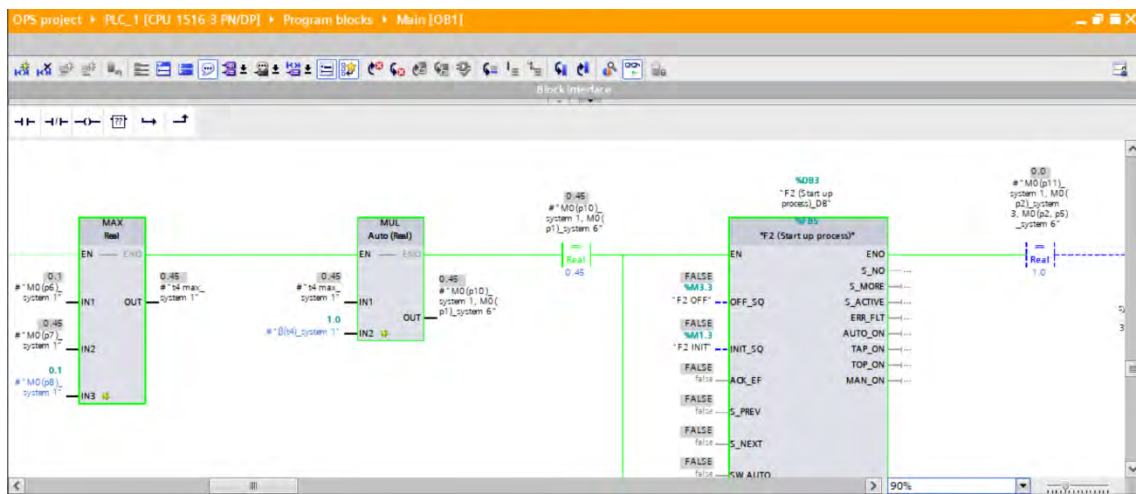 OPS project ▸ PLC_1 [CPU 1516-3 PN/DP] ▸ Program blocks ▸ Main [OB1]
Block interface
MAX
Real
EN
ENO
0.1
#"M0(p6)_
system 1"
IN1
0.45
#"M0(p7)_
system 1"
IN2
0.1
#"M0(p8)_
system 1"
IN3
OUT
0.45
#"t4 max_
system 1"
MUL
Auto (Real)
EN
ENO
0.45
#"t4 max_
system 1"
IN1
1.0
#"β(t4)_system 1"
IN2
OUT
0.45
#"M0(p10)_
system 1, M0(
p1)_system 6"
0.45
#"M0(p10)_
system 1, M0(
p1)_system 6"
==
Real
0.45
%DB3
"F2 (Start up
process)_DB"
%FB5
"F2 (Start up process)"
EN
ENO
FALSE
%M3.3
"F2 OFF"
OFF_SQ
FALSE
%M1.3
"F2 INIT"
INIT_SQ
FALSE
false
ACK_EF
FALSE
false
S_PREV
FALSE
false
S_NEXT
FALSE
false
SW_AUTO
S_NO
S_MORE
S_ACTIVE
ERR_FLT
AUTO_ON
TAP_ON
TOP_ON
MAN_ON
0.0
#"M0(p11)_
system 1, M0(
p2)_system
3, M0(p2, p5)
_system 6"
==
Real
1.0
90%